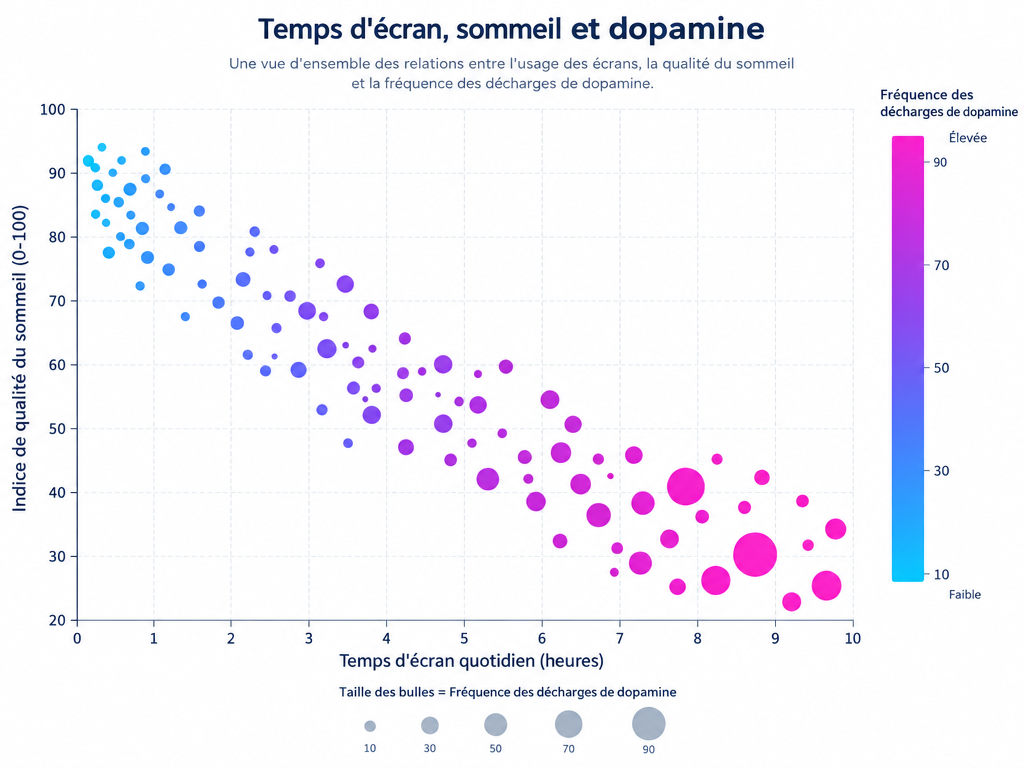 Temps d'écran, sommeil et dopamine
Une vue d'ensemble des relations entre l'usage des écrans, la qualité du sommeil
et la fréquence des décharges de dopamine.
Fréquence des
décharges de dopamine
Élevée
90
70
50
30
10
Faible
Indice de qualité du sommeil (0-100)
100
90
80
70
60
50
40
30
20
0 1 2 3 4 5 6 7 8 9 10
Temps d'écran quotidien (heures)
Taille des bulles = Fréquence des décharges de dopamine
10 30 50 70 90